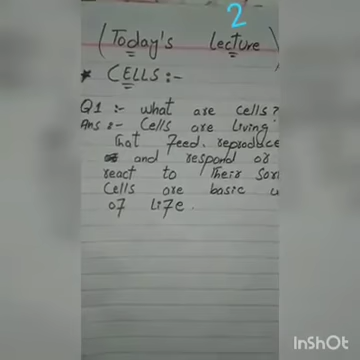 2
( Today's lecture )
* CELLS :-
Q1 :- what are cells?
Ans :- Cells are living
That feed, reproduce
and respond or
react to Their
Cells are basic
of life.
InShOt